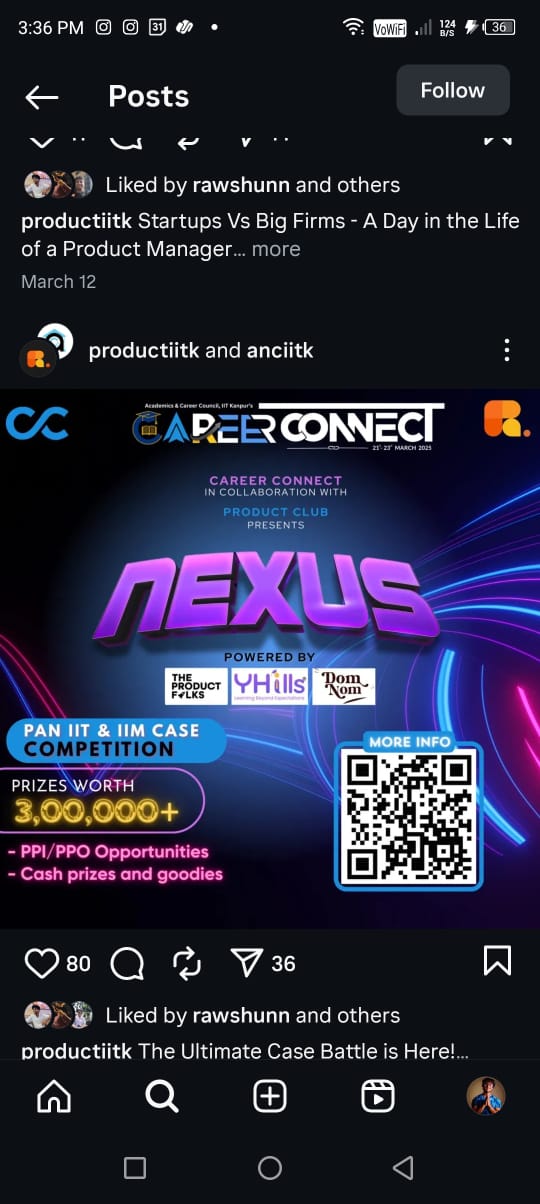 3:36 PM
31
VoWiFi
124
B/S
36
Posts
Follow
Liked by rawshunn and others
productiitk Startups Vs Big Firms - A Day in the Life
of a Product Manager... more
March 12
productiitk and anciitk
Academics & Career Council, IIT Kanpur's
CAREER CONNECT
21st- 23rd MARCH 2025
CAREER CONNECT
IN COLLABORATION WITH
PRODUCT CLUB
PRESENTS
NEXUS
POWERED BY
THE
PRODUCT
FOLKS
YHills
Learning Beyond Expectations
Dom
Nom
PAN IIT & IIM CASE
COMPETITION
PRIZES WORTH
3,00,000+
- PPI/PPO Opportunities
- Cash prizes and goodies
MORE INFO
80
36
Liked by rawshunn and others
productiitk The Ultimate Case Battle is Here!...